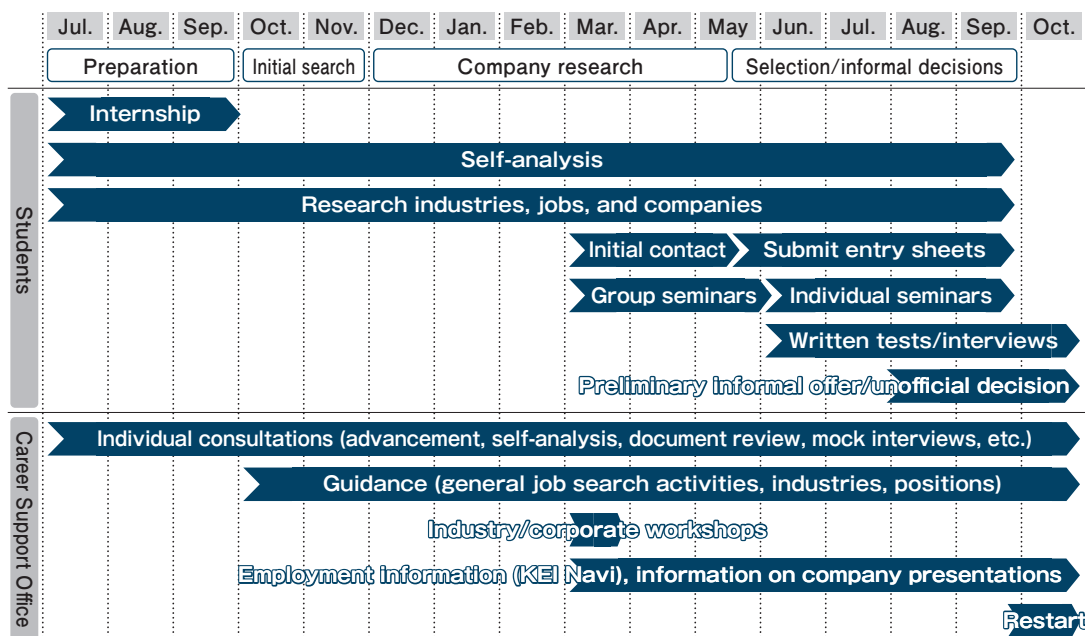 Jul. Aug. Sep. Oct. Nov. Dec. Jan. Feb. Mar. Apr. May Jun. Jul. Aug. Sep. Oct.
Preparation Initial search Company research Selection/informal decisions
Students
Internship
Self-analysis
Research industries, jobs, and companies
Initial contact Submit entry sheets
Group seminars Individual seminars
Written tests/interviews
Preliminary informal offer/unofficial decision
Career Support Office
Individual consultations (advancement, self-analysis, document review, mock interviews, etc.)
Guidance (general job search activities, industries, positions)
Industry/corporate workshops
Employment information (KEI Navi), information on company presentations
Restart